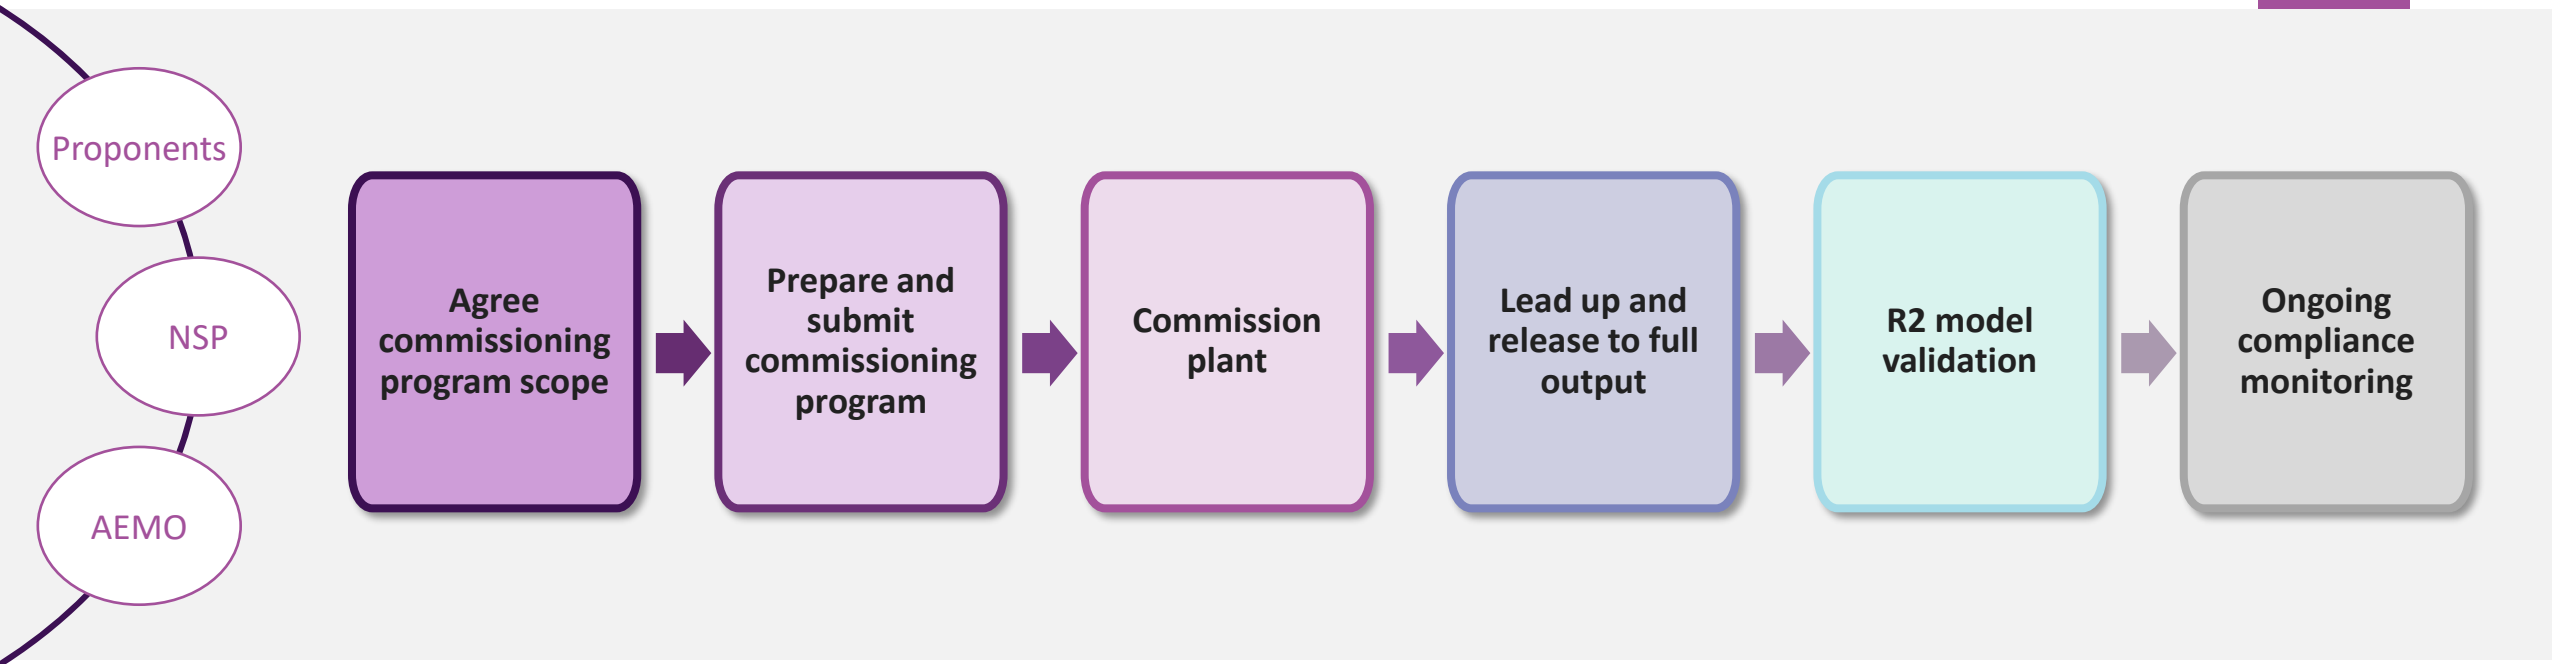 Proponents
NSP
AEMO
Agree
commissioning
program scope
Prepare and
submit
commissioning
program
Commission
plant
Lead up and
release to full
output
R2 model
validation
Ongoing
compliance
monitoring